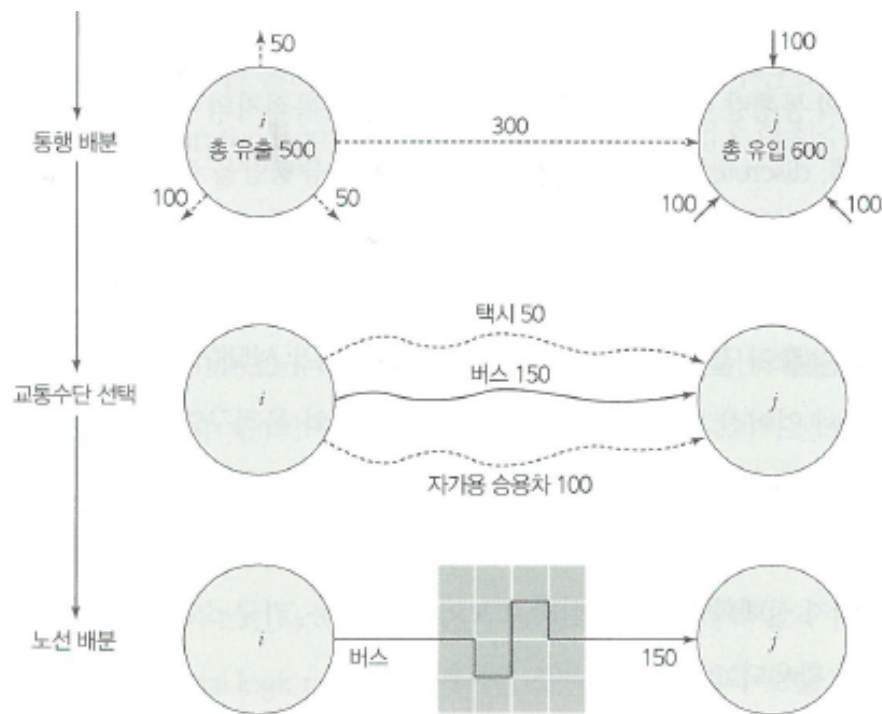 50
100
i
총 유출 500
300
j
총 유입 600
통행 배분
100
50
100
100
택시 50
버스 150
교통수단 선택
i
j
자가용 승용차 100
노선 배분
i
버스
150
j